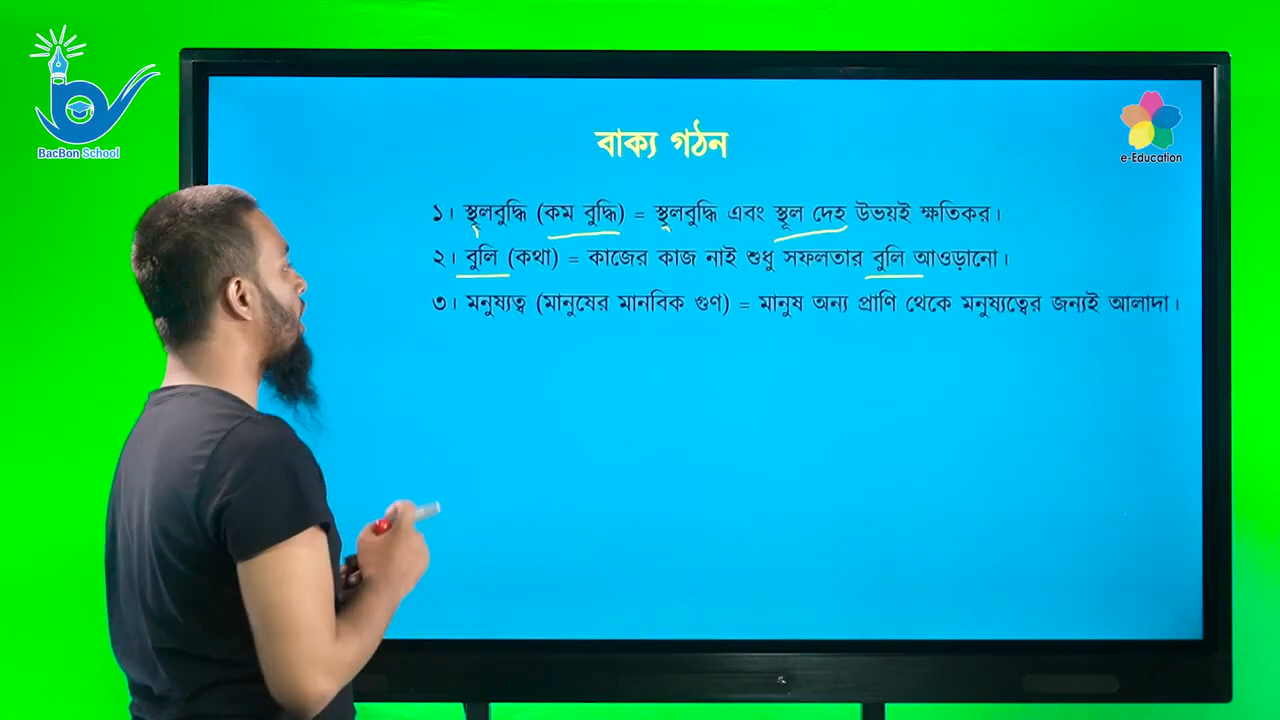 BacBon School
e-Education
বাক্য গঠন
১। স্থূলবুদ্ধি (কম বুদ্ধি) = স্থূলবুদ্ধি এবং স্থূল দেহ উভয়ই ক্ষতিকর।
২। বুলি (কথা) = কাজের কাজ নাই শুধু সফলতার বুলি আওড়ানো।
৩। মনুষ্যত্ব (মানুষের মানবিক গুণ) = মানুষ অন্য প্রাণি থেকে মনুষ্যত্বের জন্যই আলাদা।